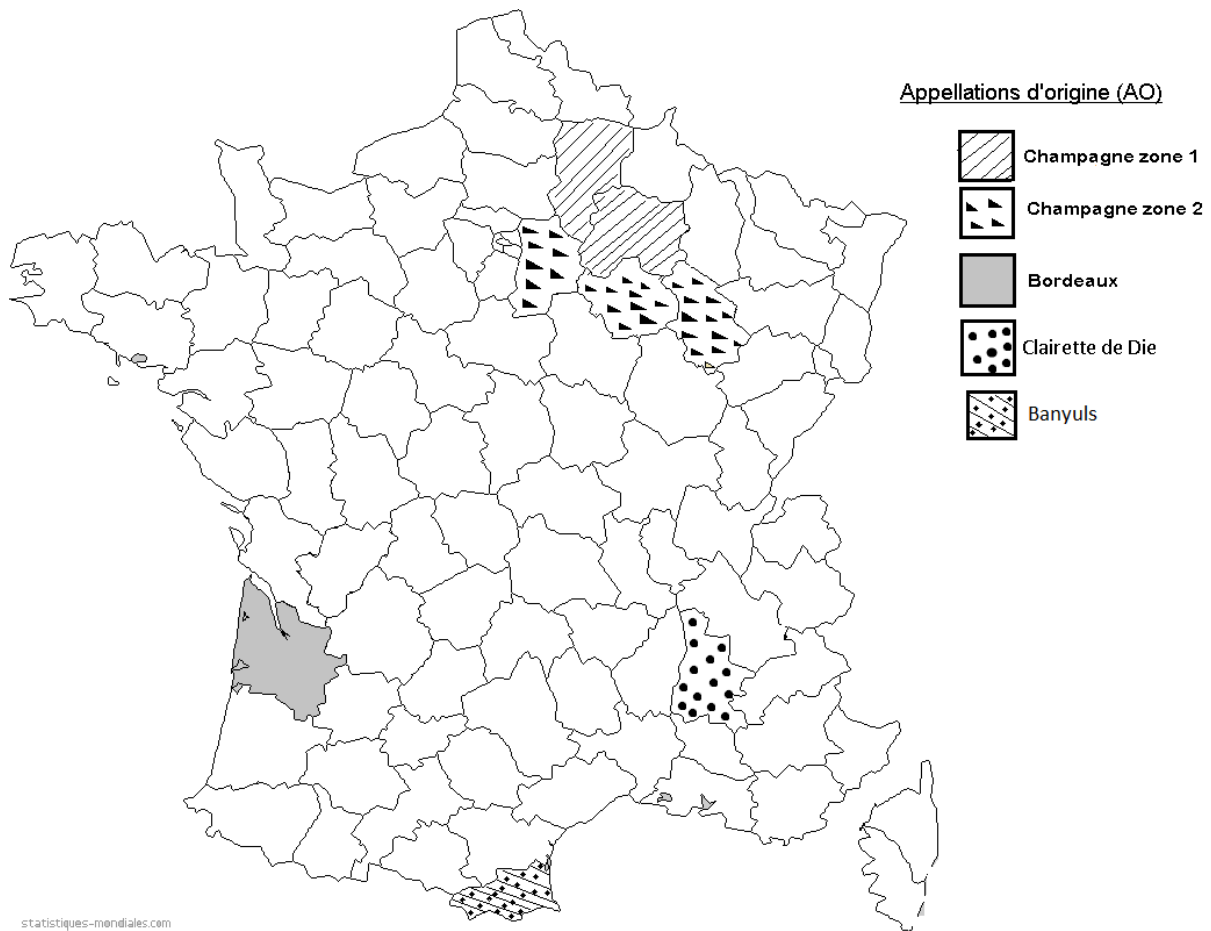 Appellations d'origine (AO)
Champagne zone 1
Champagne zone 2
Bordeaux
Clairette de Die
Banyuls
statistiques-mondiales.com